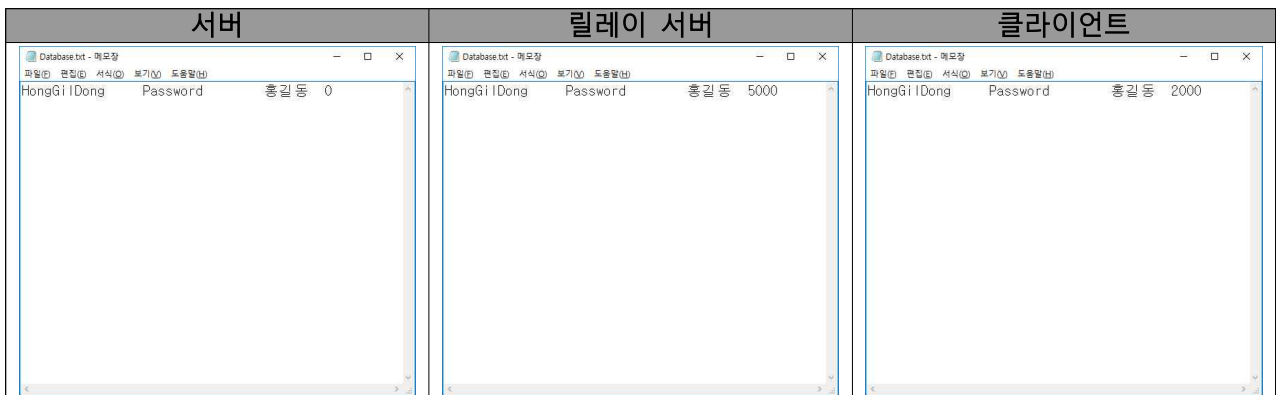 서버 릴레이 서버 클라이언트
Database.txt - 메모장
파일(F) 편집(E) 서식(O) 보기(V) 도움말(H)
HongGilDong Password 홍길동 0
Database.txt - 메모장
파일(F) 편집(E) 서식(O) 보기(V) 도움말(H)
HongGilDong Password 홍길동 5000
Database.txt - 메모장
파일(F) 편집(E) 서식(O) 보기(V) 도움말(H)
HongGilDong Password 홍길동 2000